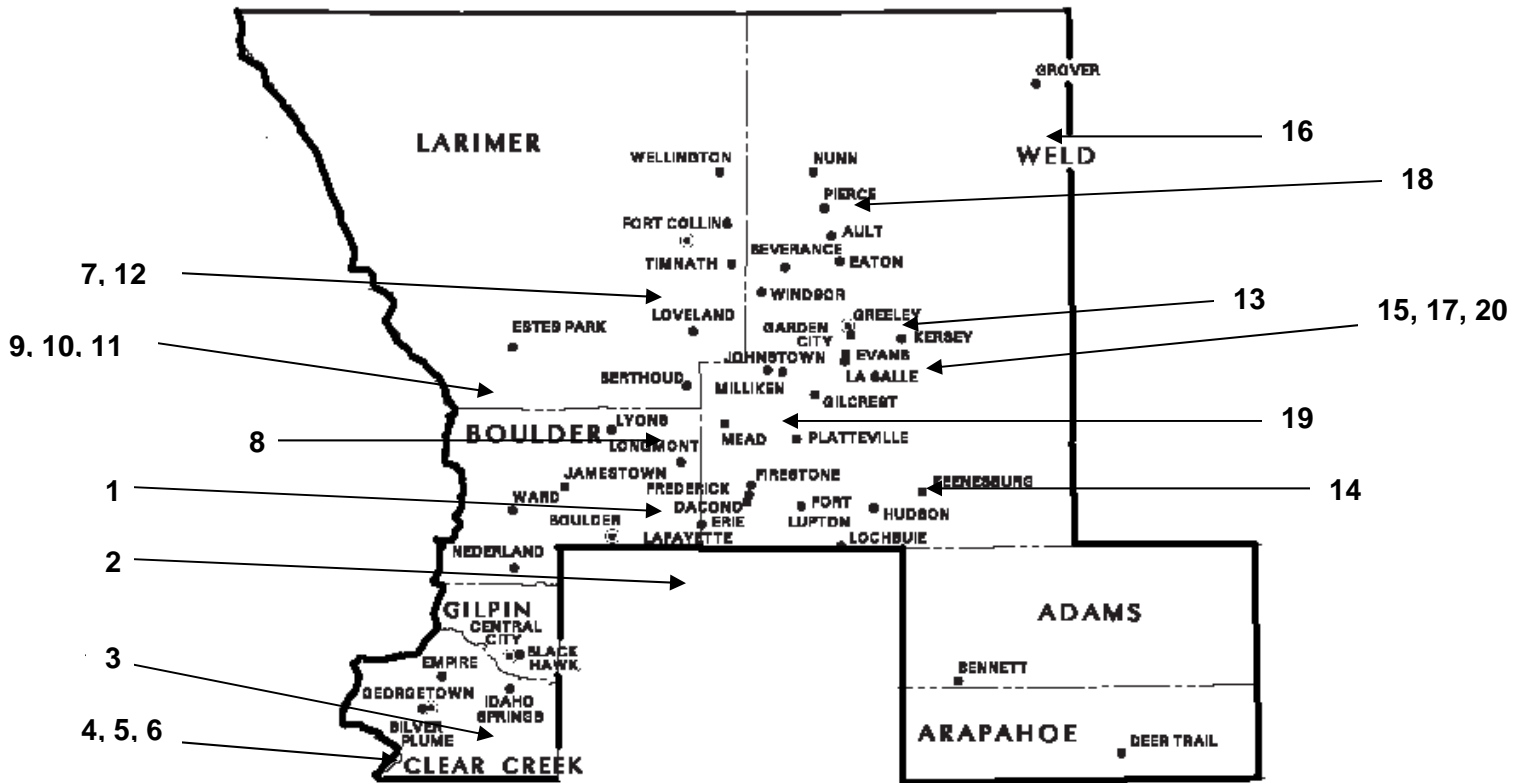 GROVER
16
LARIMER
WELD
WELLINGTON
NUNN
18
PIERCE
FORT COLLINS
AULT
SEVERANCE
TIMNATH
EATON
7, 12
WINDSOR
13
LOVELAND
GREELEY
15, 17, 20
ESTES PARK
GARDEN
CITY
KERSEY
9, 10, 11
JOHNSTOWN
EVANS
BERTHOUD
MILLIKEN
LA SALLE
GILCREST
LYONS
19
BOULDER
8
LONGMONT
MEAD
PLATTEVILLE
JAMESTOWN
FIRESTONE
KEENESBURG
1
WARD
FREDERICK
14
DACONO
FORT
LUPTON
HUDSON
BOULDER
ERIE
LAFAYETTE
LOCHBUIE
2
NEDERLAND
GILPIN
ADAMS
CENTRAL
CITY
BLACK
HAWK
3
EMPIRE
BENNETT
GEORGETOWN
IDAHO
SPRINGS
4, 5, 6
SILVER
PLUME
ARAPAHOE
DEER TRAIL
CLEAR CREEK